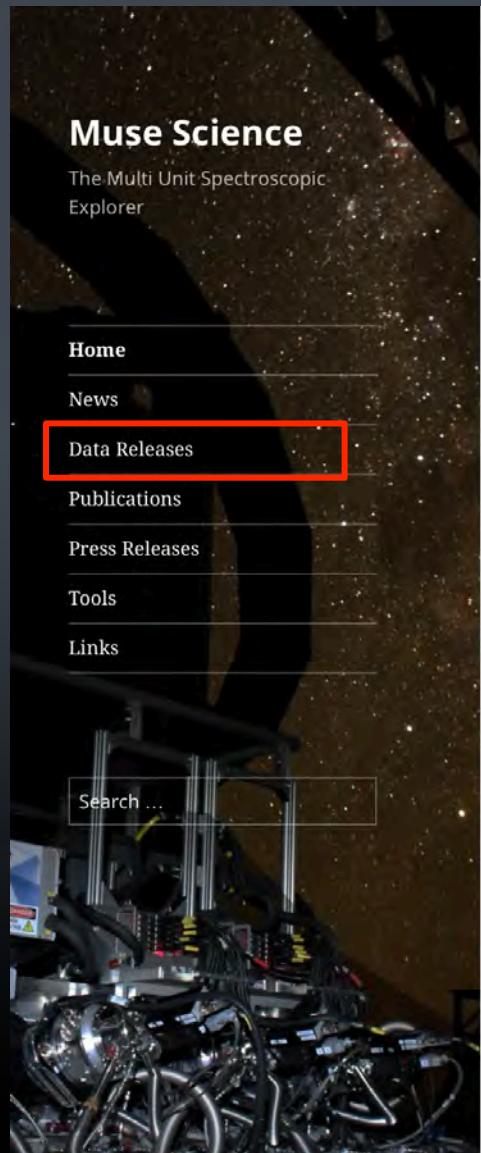 Muse Science
The Multi Unit Spectroscopic
Explorer
Home
News
Data Releases
Publications
Press Releases
Tools
Links
Search ...